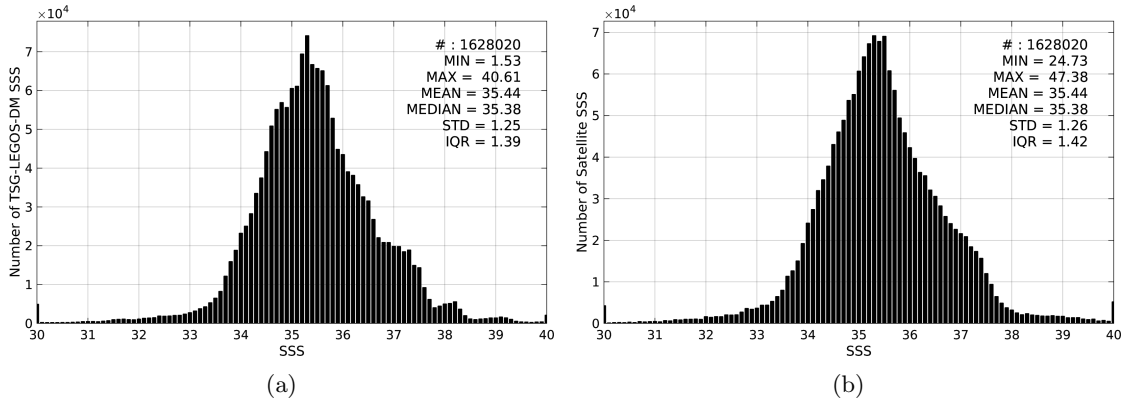 ×10⁴
Number of TSG-LEGOS-DM SSS
7
6
5
4
3
2
1
0
# : 1628020
MIN = 1.53
MAX = 40.61
MEAN = 35.44
MEDIAN = 35.38
STD = 1.25
IQR = 1.39
30 31 32 33 34 35 36 37 38 39 40
SSS
(a)
×10⁴
Number of Satellite SSS
7
6
5
4
3
2
1
0
# : 1628020
MIN = 24.73
MAX = 47.38
MEAN = 35.44
MEDIAN = 35.38
STD = 1.26
IQR = 1.42
30 31 32 33 34 35 36 37 38 39 40
SSS
(b)